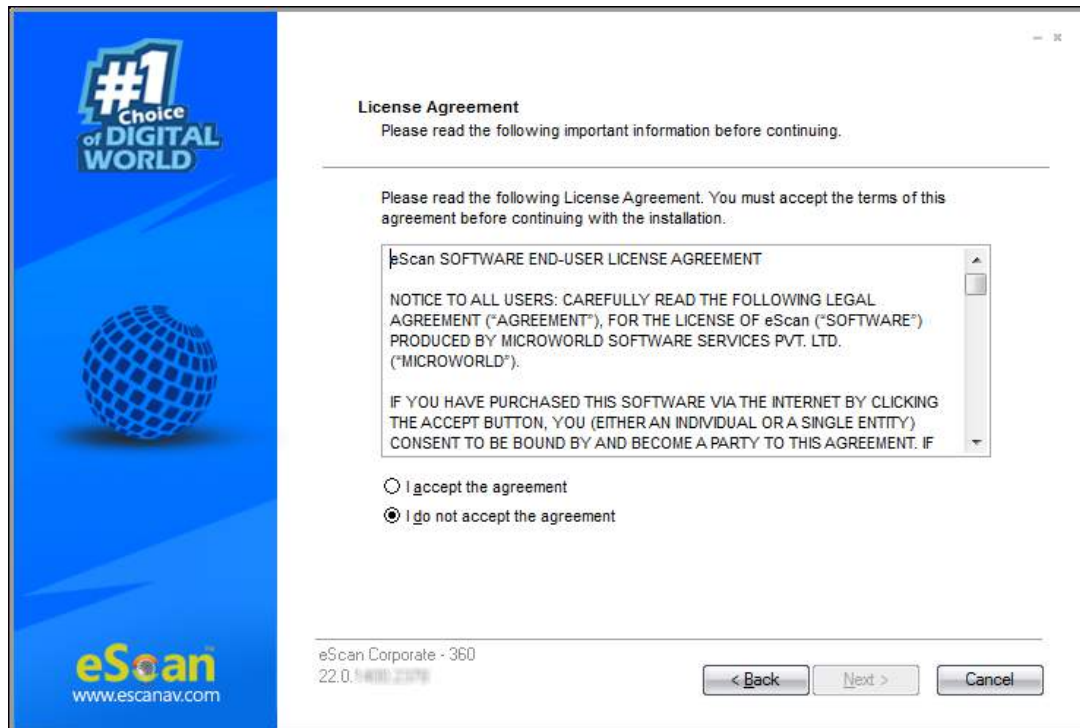 #1
Choice
of DIGITAL
WORLD
License Agreement
Please read the following important information before continuing.
Please read the following License Agreement. You must accept the terms of this
agreement before continuing with the installation.
eScan SOFTWARE END-USER LICENSE AGREEMENT
NOTICE TO ALL USERS: CAREFULLY READ THE FOLLOWING LEGAL
AGREEMENT (“AGREEMENT”), FOR THE LICENSE OF eScan (“SOFTWARE”)
PRODUCED BY MICROWORLD SOFTWARE SERVICES PVT. LTD.
(“MICROWORLD”).
IF YOU HAVE PURCHASED THIS SOFTWARE VIA THE INTERNET BY CLICKING
THE ACCEPT BUTTON, YOU (EITHER AN INDIVIDUAL OR A SINGLE ENTITY)
CONSENT TO BE BOUND BY AND BECOME A PARTY TO THIS AGREEMENT. IF
I accept the agreement
I do not accept the agreement
eScan
www.escanav.com
eScan Corporate - 360
22.0.
< Back
Next >
Cancel